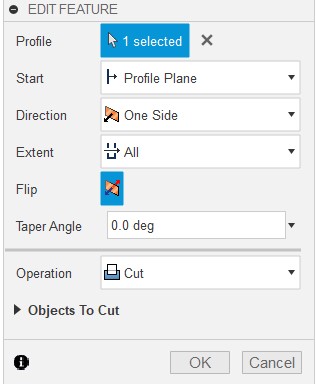 EDIT FEATURE
Profile 1 selected
Start Profile Plane
Direction One Side
Extent All
Flip
Taper Angle 0.0 deg
Operation Cut
Objects To Cut
OK Cancel